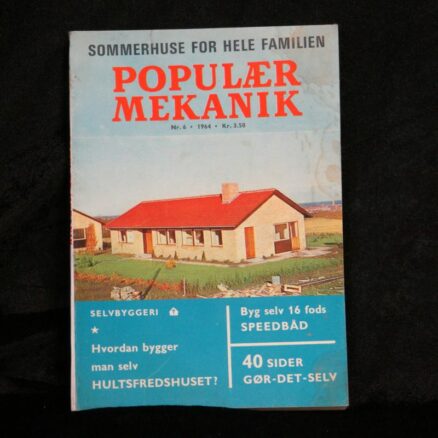 SOMMERHUSE FOR HELE FAMILIEN
POPULÆR
MEKANIK
Nr. 6 • 1964 • Kr. 3.50
SELVBYGGERI
Hvordan bygger
man selv
HULTSFREDSHUSET?
Byg selv 16 fods
SPEEDBÅD
40 SIDER
GØR-DET-SELV